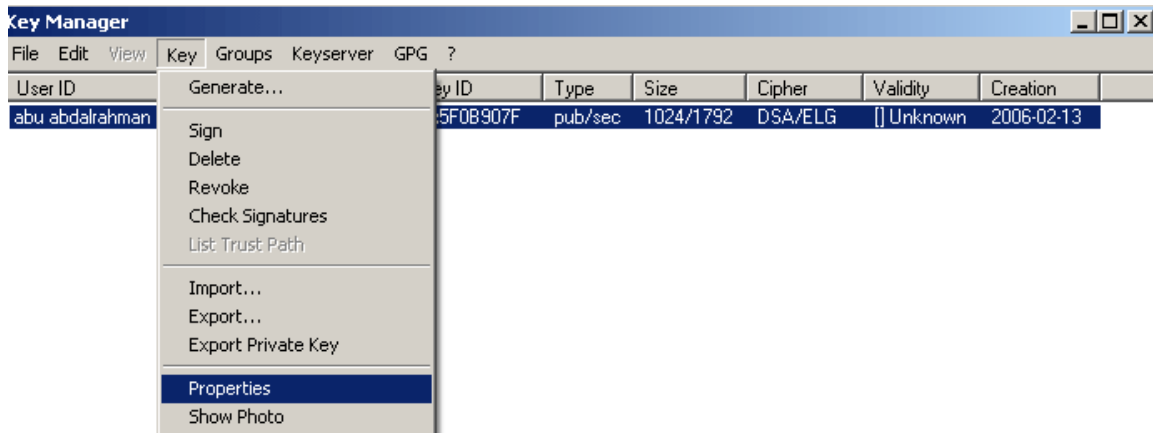 Key Manager
File Edit View Key Groups Keyserver GPG ?
User ID ey ID Type Size Cipher Validity Creation
abu abdalrahman 5F0B907F pub/sec 1024/1792 DSA/ELG [] Unknown 2006-02-13
Generate...
Sign
Delete
Revoke
Check Signatures
List Trust Path
Import...
Export...
Export Private Key
Properties
Show Photo